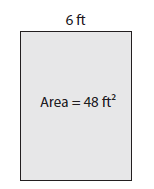 6 ft
Area = 48 ft²